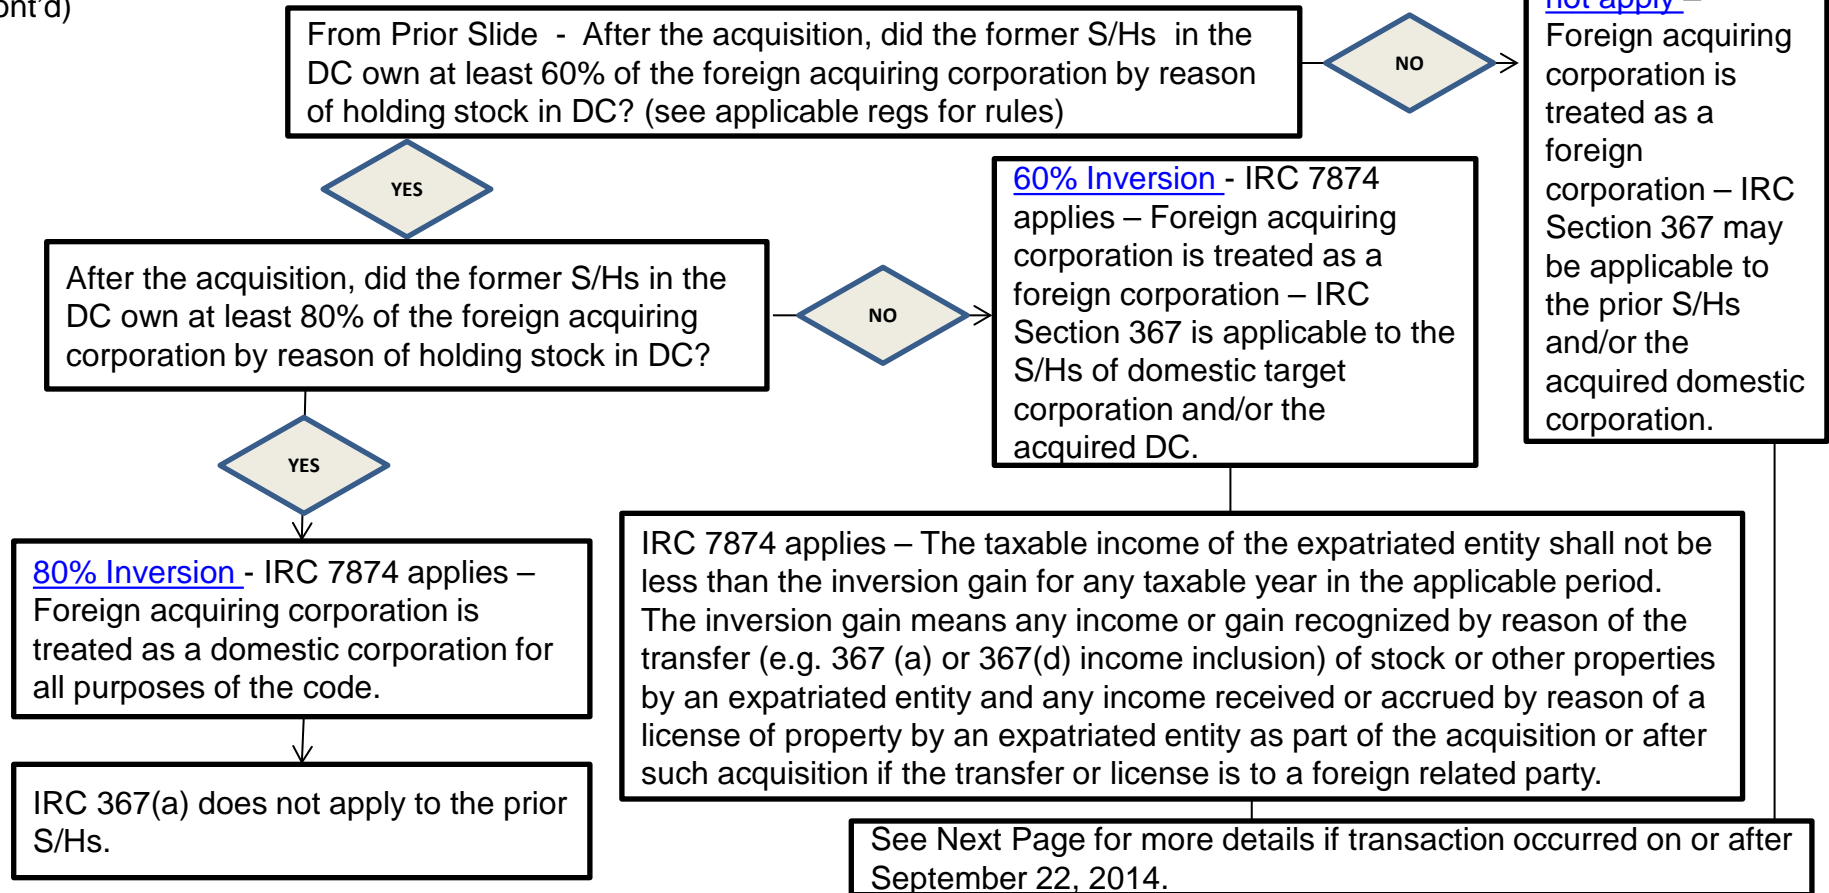 ont'd)
From Prior Slide - After the acquisition, did the former S/Hs in the
DC own at least 60% of the foreign acquiring corporation by reason
of holding stock in DC? (see applicable regs for rules)
NO
not apply –
Foreign acquiring
corporation is
treated as a
foreign
corporation – IRC
Section 367 may
be applicable to
the prior S/Hs
and/or the
acquired domestic
corporation.
YES
After the acquisition, did the former S/Hs in the
DC own at least 80% of the foreign acquiring
corporation by reason of holding stock in DC?
NO
60% Inversion - IRC 7874
applies – Foreign acquiring
corporation is treated as a
foreign corporation – IRC
Section 367 is applicable to the
S/Hs of domestic target
corporation and/or the
acquired DC.
YES
80% Inversion - IRC 7874 applies –
Foreign acquiring corporation is
treated as a domestic corporation for
all purposes of the code.
IRC 7874 applies – The taxable income of the expatriated entity shall not be
less than the inversion gain for any taxable year in the applicable period.
The inversion gain means any income or gain recognized by reason of the
transfer (e.g. 367 (a) or 367(d) income inclusion) of stock or other properties
by an expatriated entity and any income received or accrued by reason of a
license of property by an expatriated entity as part of the acquisition or after
such acquisition if the transfer or license is to a foreign related party.
IRC 367(a) does not apply to the prior
S/Hs.
See Next Page for more details if transaction occurred on or after
September 22, 2014.